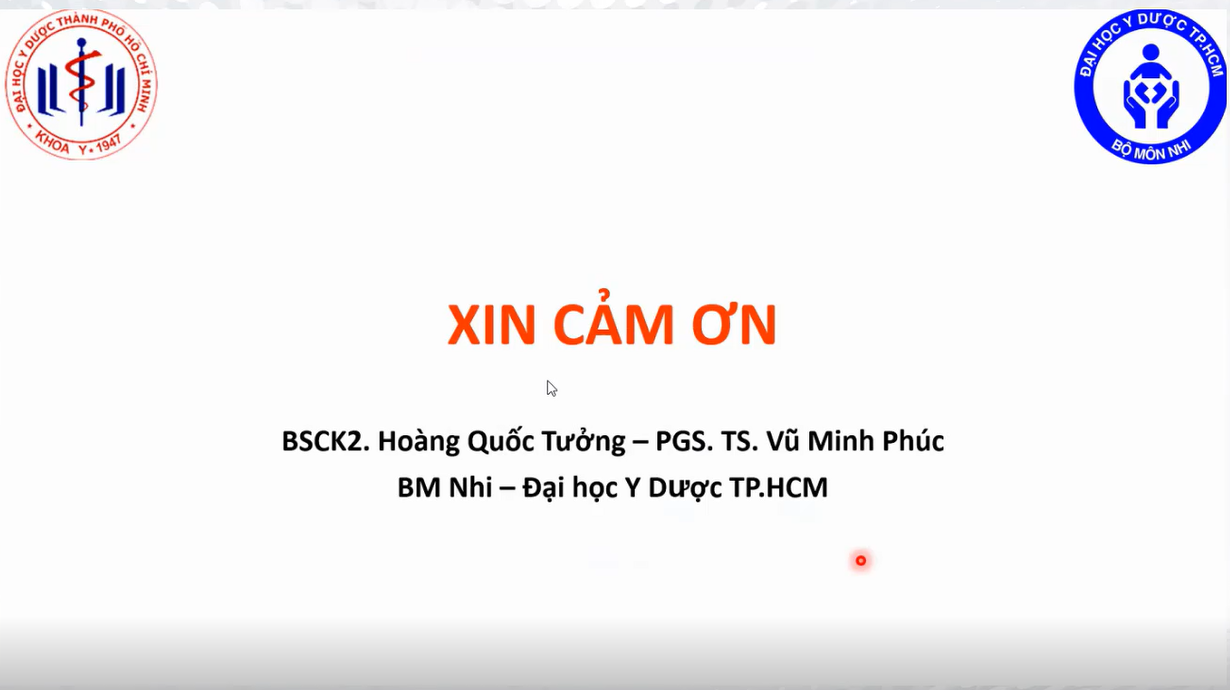 ĐẠI HỌC Y DƯỢC THÀNH PHỐ HỒ CHÍ MINH
• KHOA Y • 1947 •
ĐẠI HỌC Y DƯỢC TP.HCM
BỘ MÔN NHI
XIN CẢM ƠN
BSCK2. Hoàng Quốc Tưởng – PGS. TS. Vũ Minh Phúc
BM Nhi – Đại học Y Dược TP.HCM